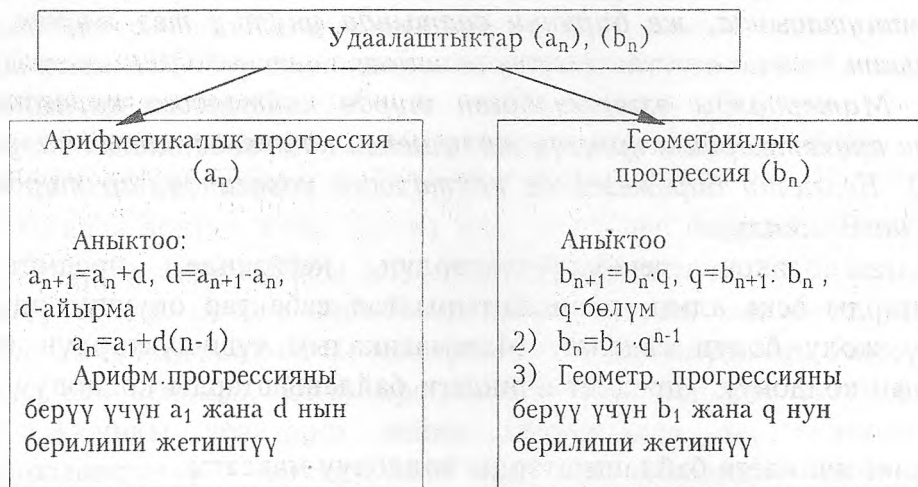 Удаалаштыктар (aₙ), (bₙ)
Арифметикалык прогрессия
(aₙ)
Аныктоо:
aₙ₊₁=aₙ+d, d=aₙ₊₁-aₙ,
d-айырма
aₙ=a₁+d(n-1)
Арифм прогрессияны
берүү үчүн a₁ жана d нын
берилиши жетиштүү
Геометриялык
прогрессия (bₙ)
Аныктоо
bₙ₊₁=bₙ·q, q=bₙ₊₁: bₙ ,
q-бөлүм
2) bₙ=b₁·qⁿ⁻¹
3) Геометр. прогрессияны
берүү үчүн b₁ жана q нун
берилиши жетишүү